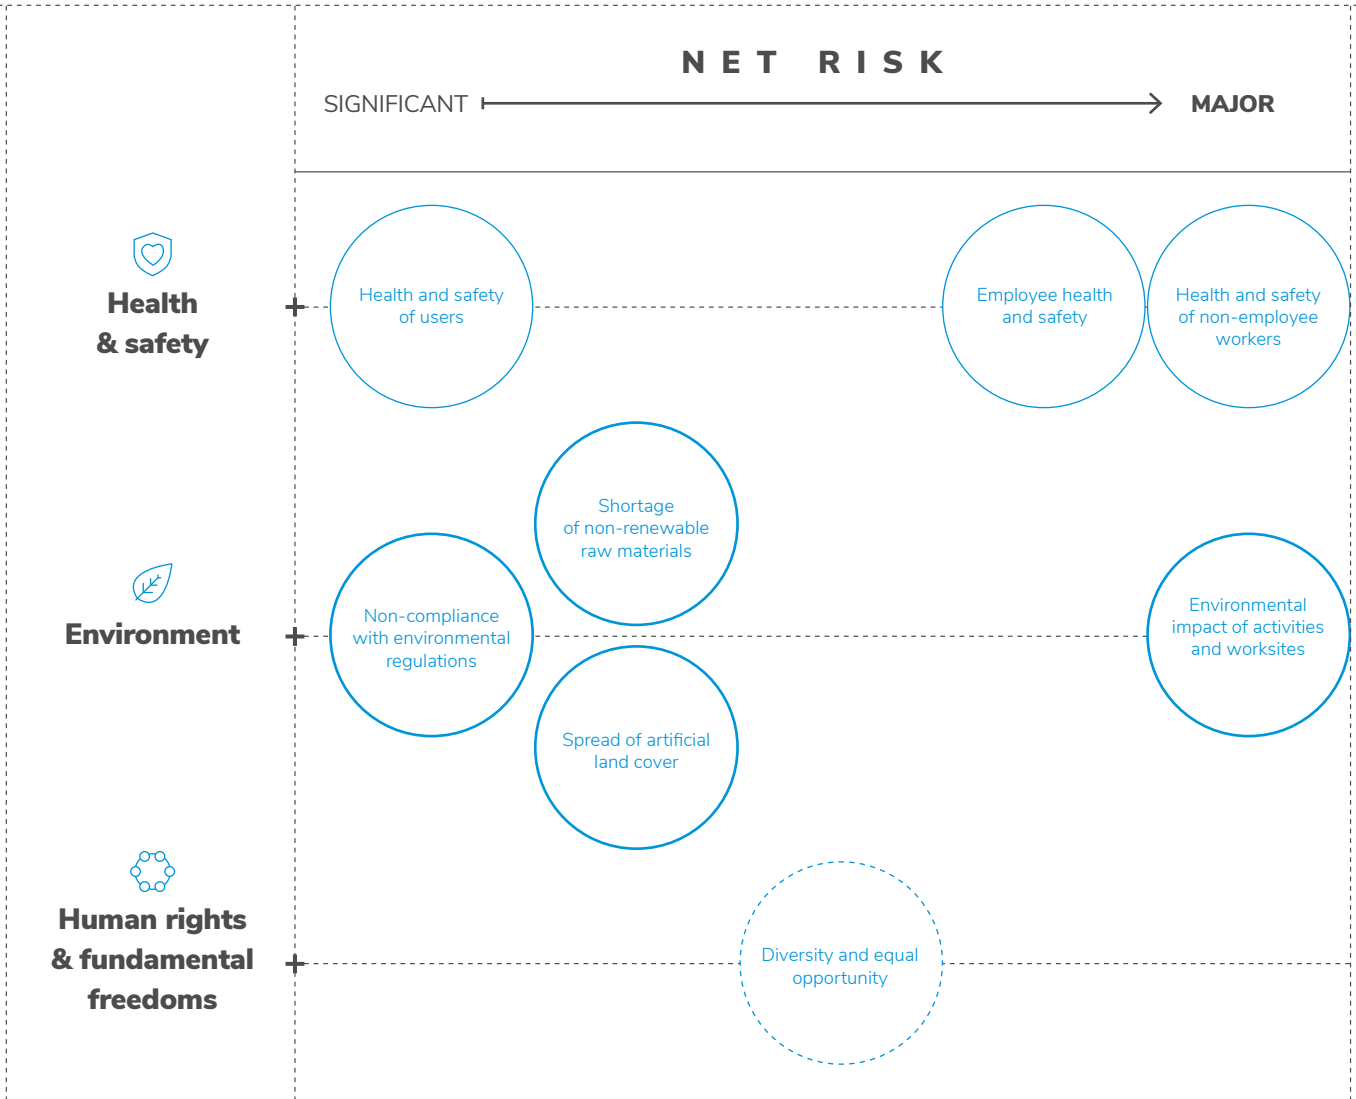 NET RISK
SIGNIFICANT
MAJOR
Health
& safety
Health and safety
of users
Employee health
and safety
Health and safety
of non-employee
workers
Environment
Non-compliance
with environmental
regulations
Shortage
of non-renewable
raw materials
Spread of artificial
land cover
Environmental
impact of activities
and worksites
Human rights
& fundamental
freedoms
Diversity and equal
opportunity